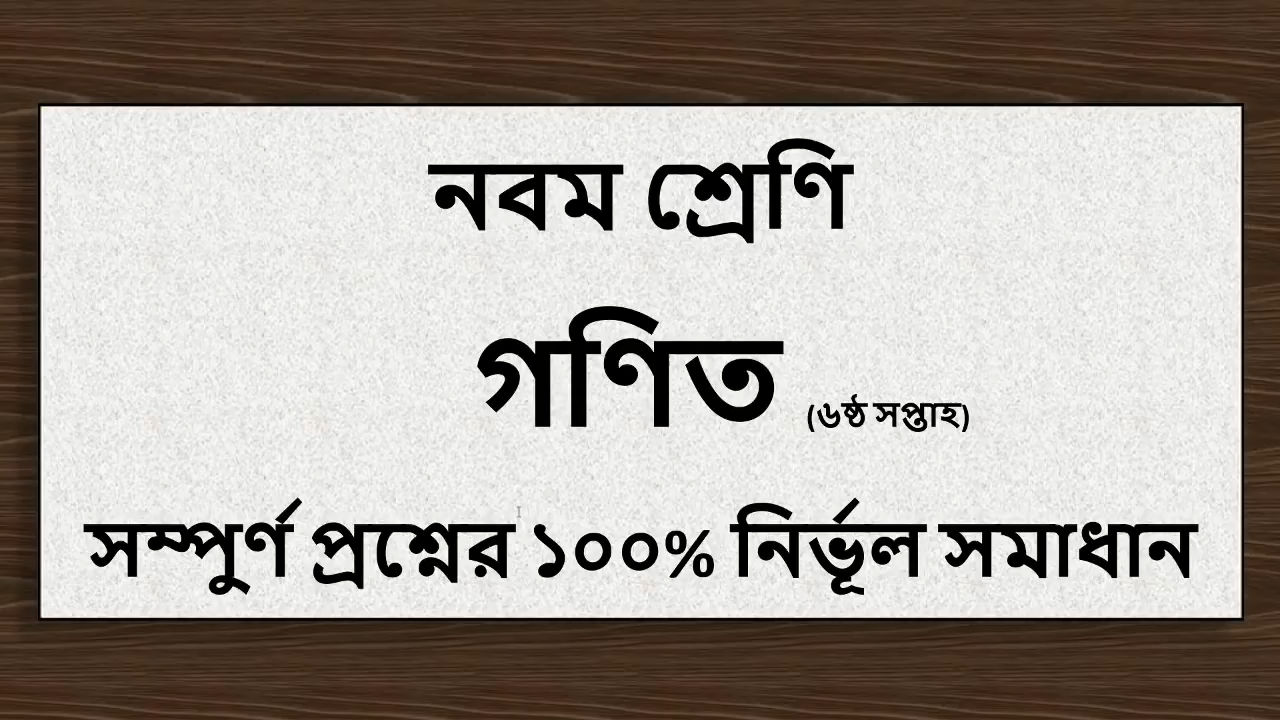 নবম শ্রেণি
গণিত (৬ষ্ঠ সপ্তাহ)
সম্পুর্ণ প্রশ্নের ১০০% নির্ভূল সমাধান